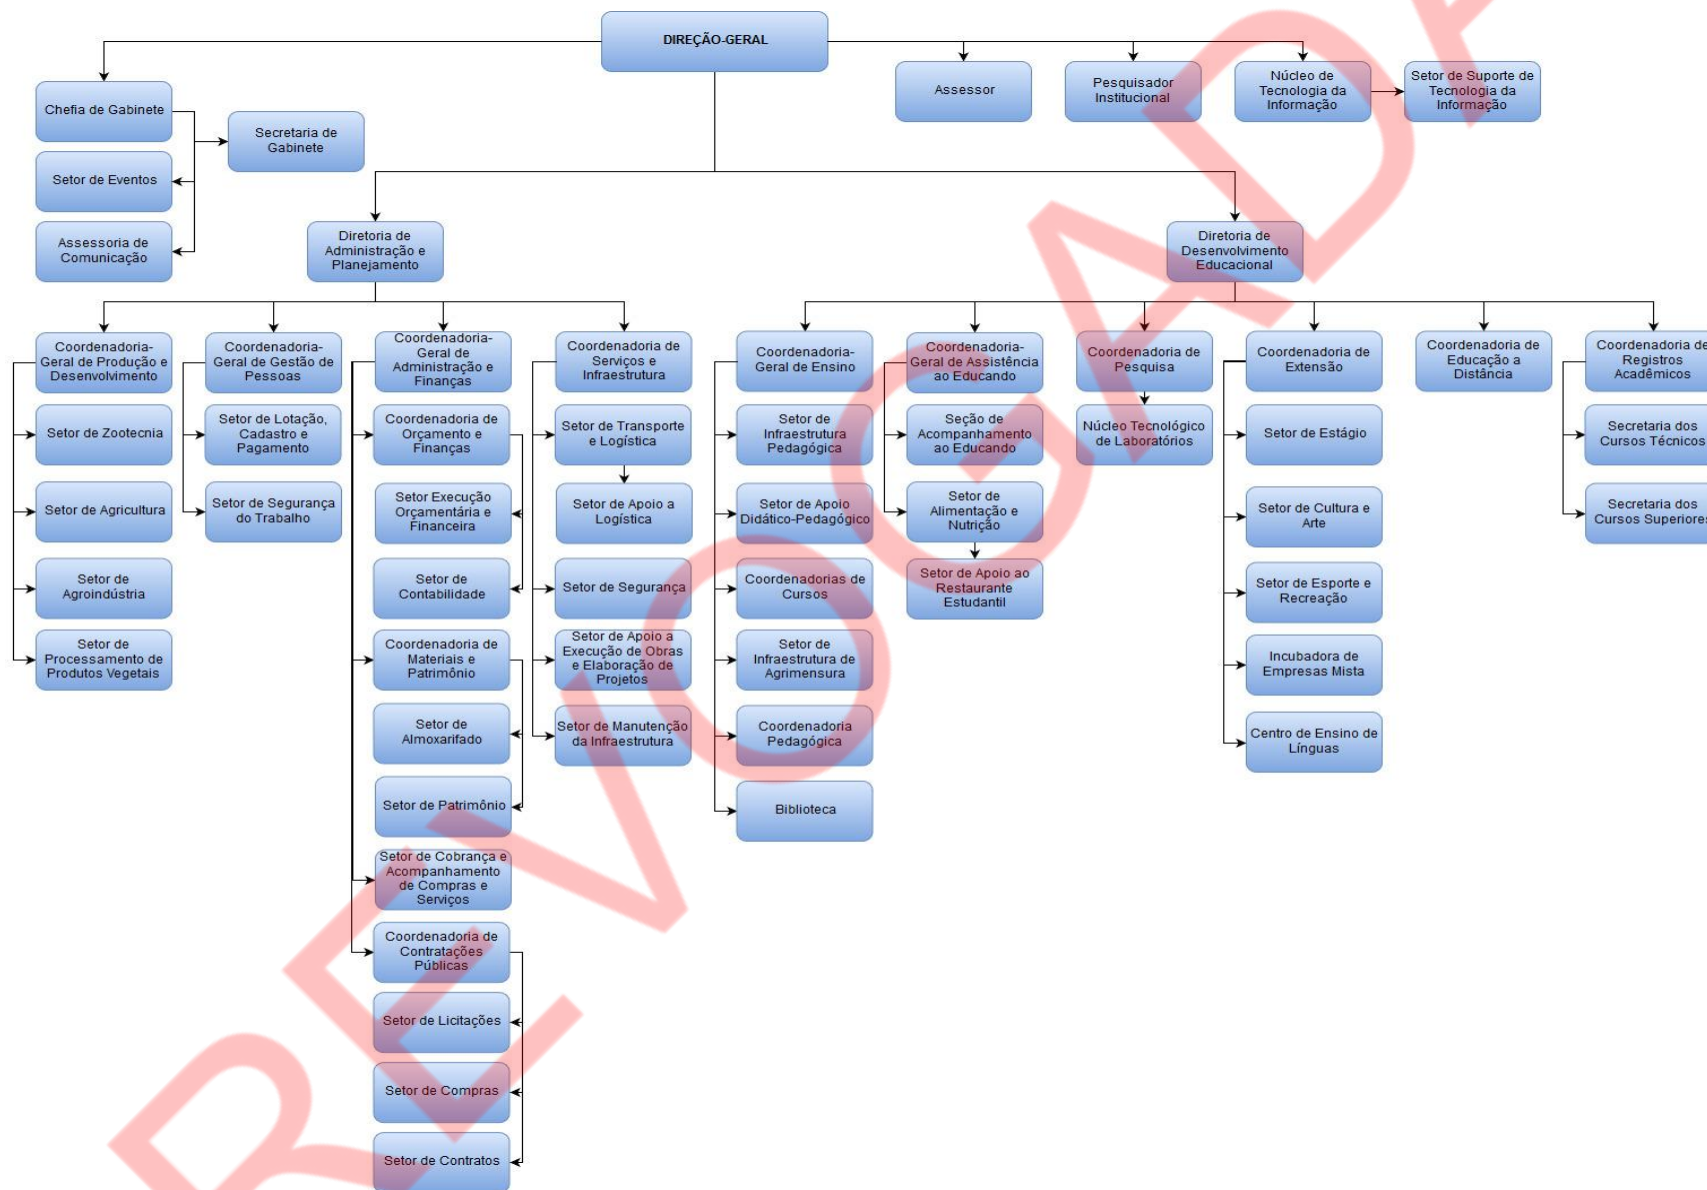 DIREÇÃO-GERAL
Chefia de Gabinete
Secretaria de
Gabinete
Setor de Eventos
Assessoria de
Comunicação
Assessor
Pesquisador
Institucional
Núcleo de
Tecnologia da
Informação
Setor de Suporte de
Tecnologia da
Informação
Diretoria de
Administração e
Planejamento
Diretoria de
Desenvolvimento
Educacional
Coordenadoria-
Geral de Produção e
Desenvolvimento
Setor de Zootecnia
Setor de Agricultura
Setor de
Agroindústria
Setor de
Processamento de
Produtos Vegetais
Coordenadoria-
Geral de Gestão de
Pessoas
Setor de Lotação,
Cadastro e
Pagamento
Setor de Segurança
do Trabalho
Coordenadoria-
Geral de
Administração e
Finanças
Coordenadoria de
Orçamento e
Finanças
Setor Execução
Orçamentária e
Financeira
Setor de
Contabilidade
Coordenadoria de
Materiais e
Patrimônio
Setor de
Almoxarifado
Setor de Patrimônio
Setor de Cobrança e
Acompanhamento
de Compras e
Serviços
Coordenadoria de
Contratações
Públicas
Setor de Licitações
Setor de Compras
Setor de Contratos
Coordenadoria de
Serviços e
Infraestrutura
Setor de Transporte
e Logística
Setor de Apoio a
Logística
Setor de Segurança
Setor de Apoio a
Execução de Obras
e Elaboração de
Projetos
Setor de Manutenção
da Infraestrutura
Coordenadoria-
Geral de Ensino
Setor de
Infraestrutura
Pedagógica
Setor de Apoio
Didático-Pedagógico
Coordenadorias de
Cursos
Setor de
Infraestrutura de
Agrimensura
Coordenadoria
Pedagógica
Biblioteca
Coordenadoria-
Geral de Assistência
ao Educando
Seção de
Acompanhamento
ao Educando
Setor de
Alimentação e
Nutrição
Setor de Apoio ao
Restaurante
Estudantil
Coordenadoria de
Pesquisa
Núcleo Tecnológico
de Laboratórios
Coordenadoria de
Extensão
Setor de Estágio
Setor de Cultura e
Arte
Setor de Esporte e
Recreação
Incubadora de
Empresas Mista
Centro de Ensino de
Línguas
Coordenadoria de
Educação a
Distância
Coordenadoria de
Registros
Acadêmicos
Secretaria dos
Cursos Técnicos
Secretaria dos
Cursos Superiores
REVOGADA